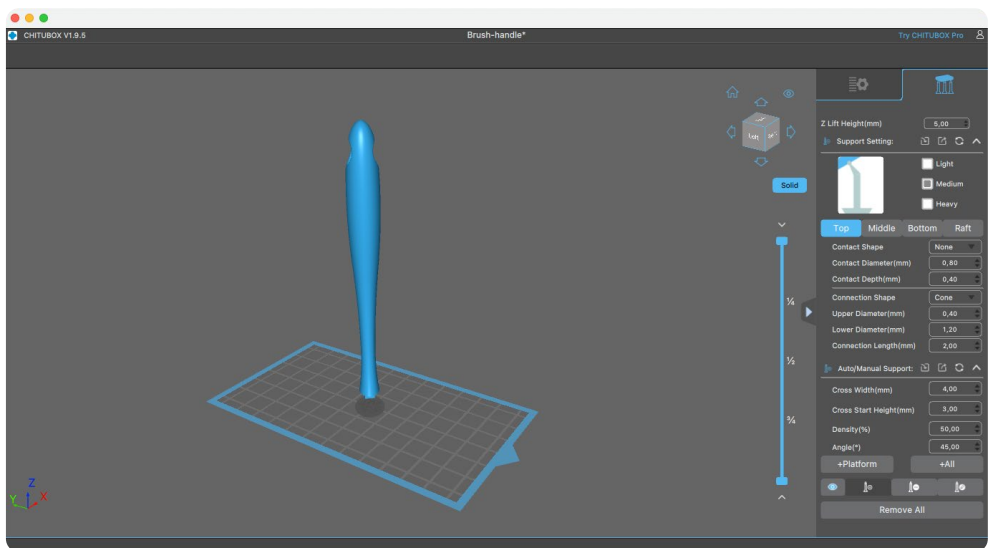 CHITUBOX V1.9.5
Brush-handle*
Try CHITUBOX Pro
Z Lift Height(mm) 5,00
Support Setting:
Light
Medium
Heavy
Top Middle Bottom Raft
Contact Shape None
Contact Diameter(mm) 0,80
Contact Depth(mm) 0,40
Connection Shape Cone
Upper Diameter(mm) 0,40
Lower Diameter(mm) 1,20
Connection Length(mm) 2,00
Auto/Manual Support:
Cross Width(mm) 4,00
Cross Start Height(mm) 3,00
Density(%) 50,00
Angle(°) 45,00
+Platform +All
Remove All
Left
Solid
¼
½
¾
Z
Y X